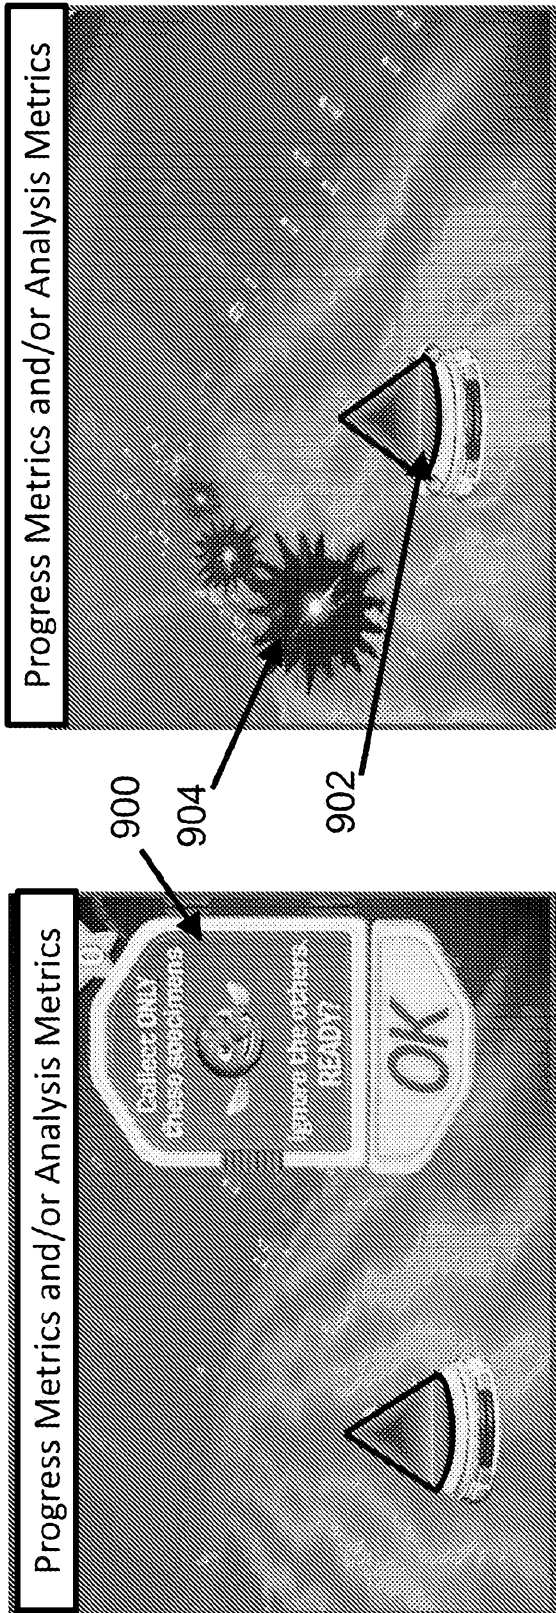 Progress Metrics and/or Analysis Metrics
Collect ONLY
these specimens
Ignore the others
READY?
OK
900
904
902
Progress Metrics and/or Analysis Metrics